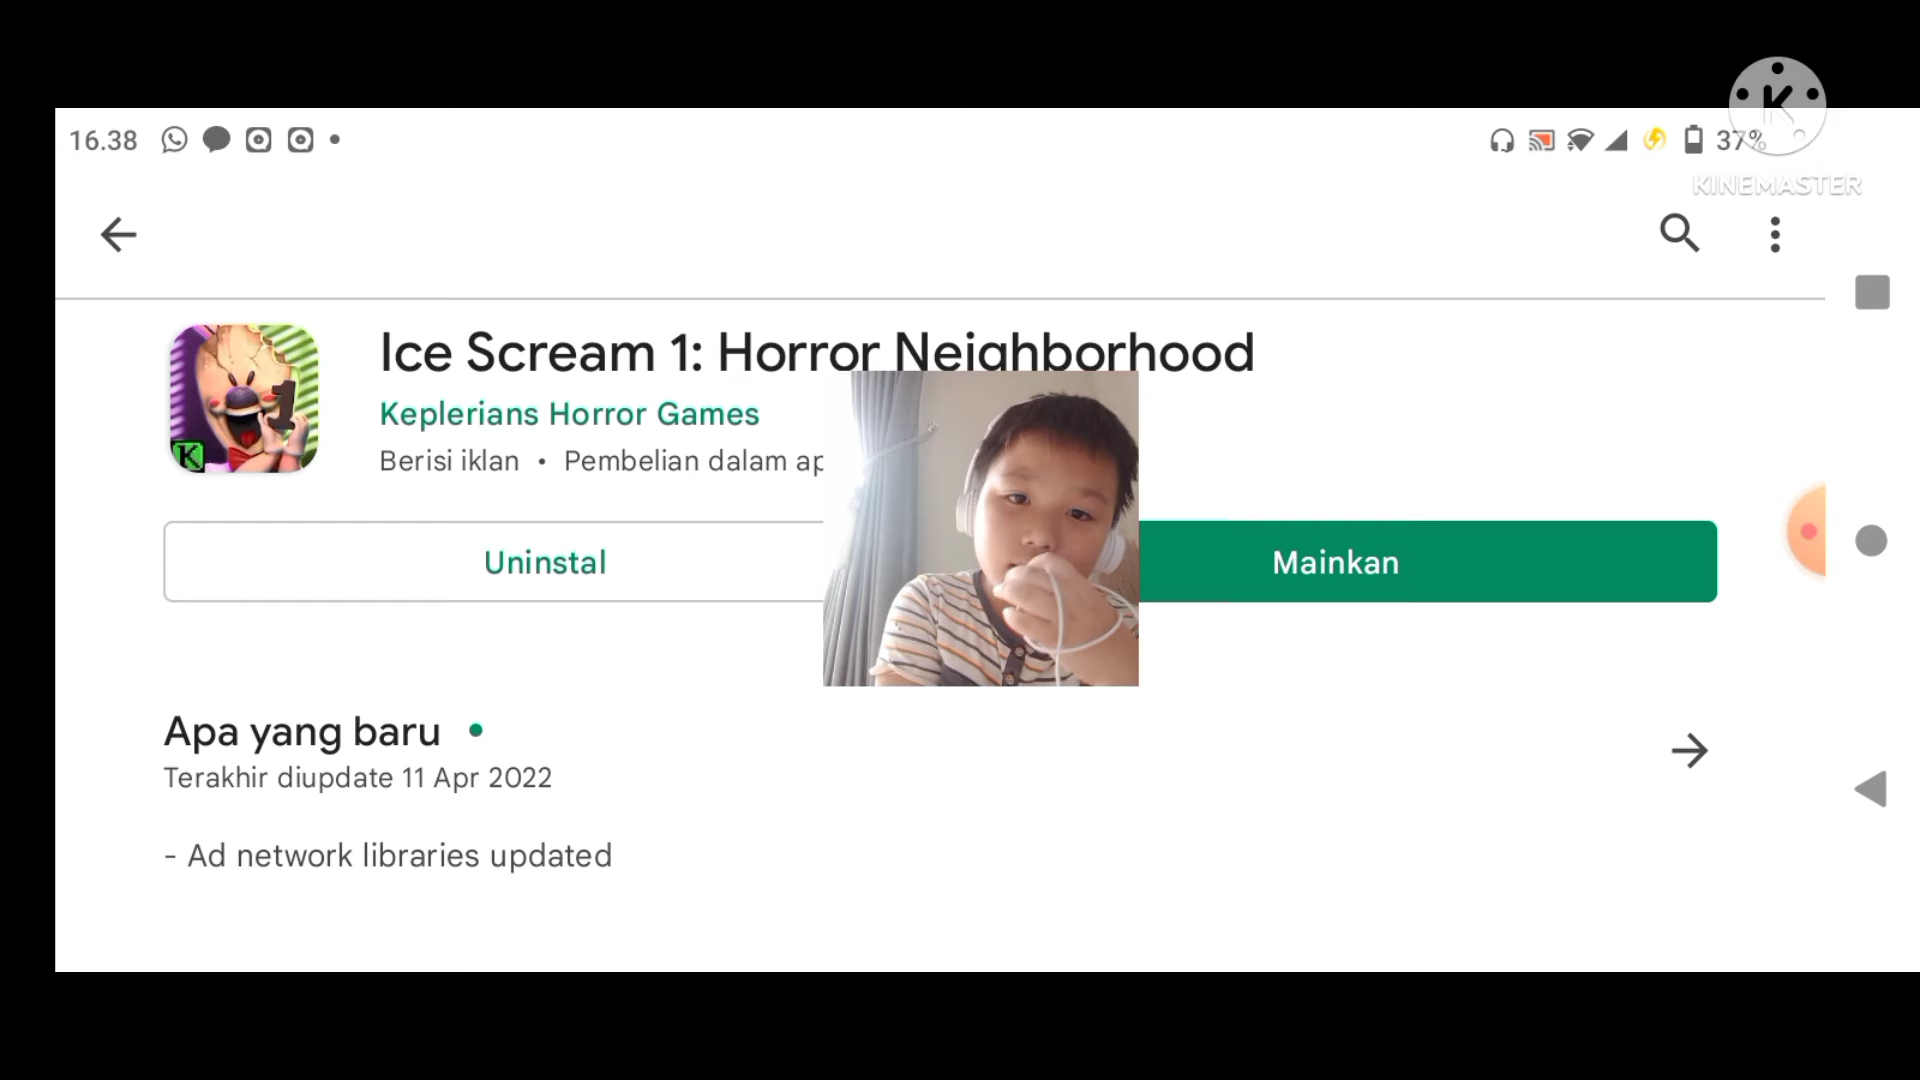 16.38
37%
KINEMASTER
Ice Scream 1: Horror Neighborhood
Keplerians Horror Games
Berisi iklan • Pembelian dalam ap
Uninstal
Mainkan
Apa yang baru
Terakhir diupdate 11 Apr 2022
- Ad network libraries updated